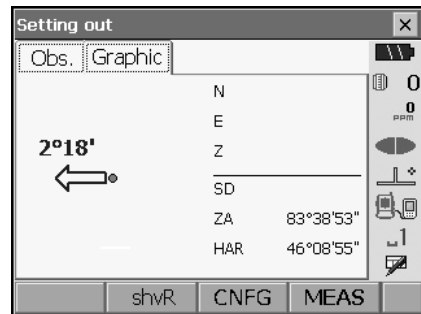 Setting out
Obs. Graphic
0
0
PPM
N
E
2°18'
Z
SD
ZA 83°38'53"
HAR 46°08'55"
1
shvR CNFG MEAS